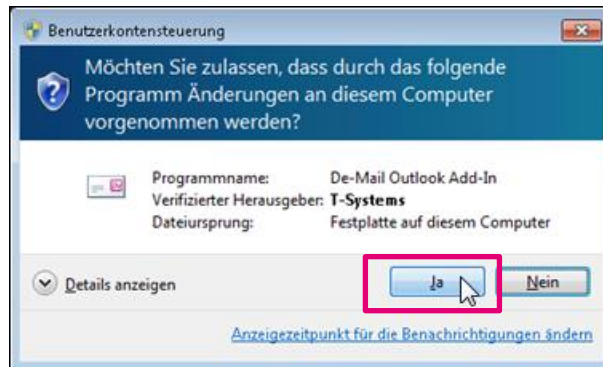 Benutzerkontensteuerung
Möchten Sie zulassen, dass durch das folgende
Programm Änderungen an diesem Computer
vorgenommen werden?
Programmname: De-Mail Outlook Add-In
Verifizierter Herausgeber: T-Systems
Dateiursprung: Festplatte auf diesem Computer
Details anzeigen Ja Nein
Anzeigezeitpunkt für die Benachrichtigungen ändern